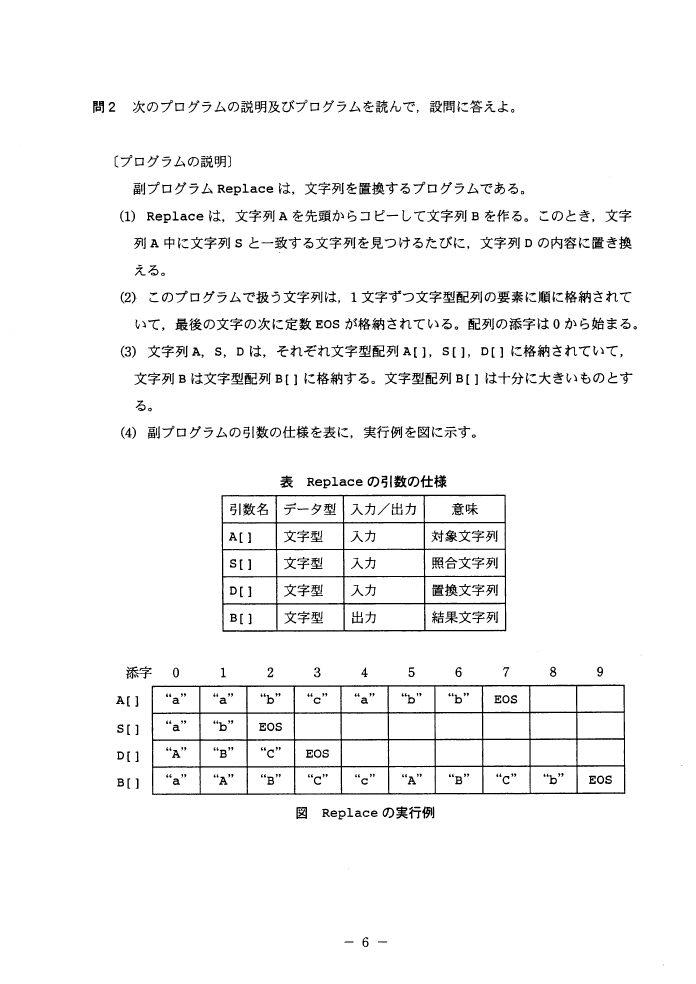 問2 次のプログラムの説明及びプログラムを読んで，設問に答えよ。
〔プログラムの説明〕
副プログラム Replace は，文字列を置換するプログラムである。
(1) Replace は，文字列 A を先頭からコピーして文字列 B を作る。このとき，文字
列 A 中に文字列 S と一致する文字列を見つけるたびに，文字列 D の内容に置き換
える。
(2) このプログラムで扱う文字列は，1 文字ずつ文字型配列の要素に順に格納されて
いて，最後の文字の次に定数 EOS が格納されている。配列の添字は 0 から始まる。
(3) 文字列 A，S，D は，それぞれ文字型配列 A[]，S[]，D[] に格納されていて，
文字列 B は文字型配列 B[] に格納する。文字型配列 B[] は十分に大きいものとす
る。
(4) 副プログラムの引数の仕様を表に，実行例を図に示す。
表 Replace の引数の仕様
引数名 データ型 入力／出力 意味
A[] 文字型 入力 対象文字列
S[] 文字型 入力 照合文字列
D[] 文字型 入力 置換文字列
B[] 文字型 出力 結果文字列
添字 0 1 2 3 4 5 6 7 8 9
A[] “a” “a” “b” “c” “a” “b” “b” EOS
S[] “a” “b” EOS
D[] “A” “B” “C” EOS
B[] “a” “A” “B” “C” “c” “A” “B” “C” “b” EOS
図 Replace の実行例
－ 6 －